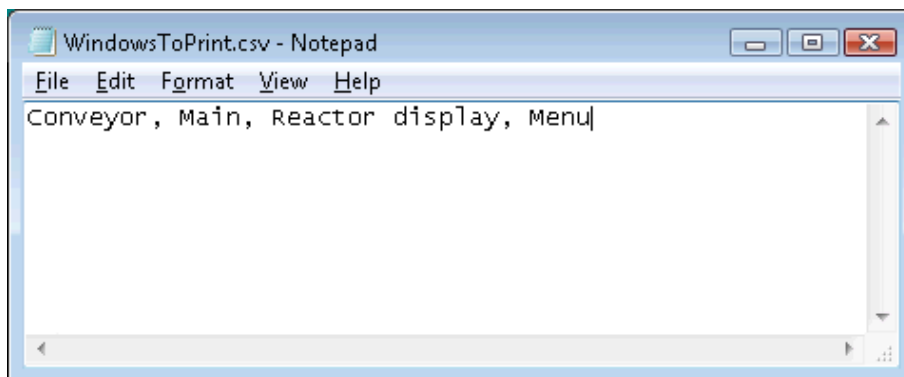 WindowsToPrint.csv - Notepad
File Edit Format View Help
Conveyor, Main, Reactor display, Menu